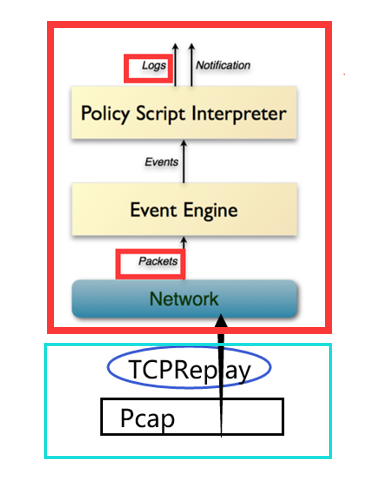 Logs Notification
Policy Script Interpreter
Events
Event Engine
Packets
Network
TCPReplay
Pcap